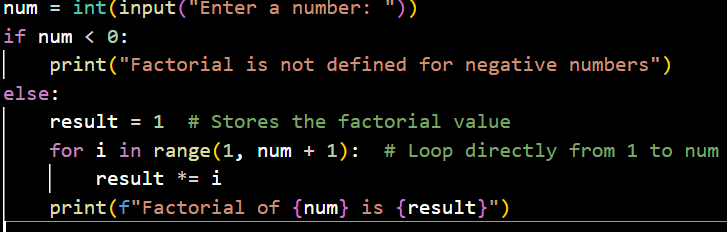 num = int(input("Enter a number: "))
if num < 0:
    print("Factorial is not defined for negative numbers")
else:
    result = 1  # Stores the factorial value
    for i in range(1, num + 1):  # Loop directly from 1 to num
        result *= i
    print(f"Factorial of {num} is {result}")